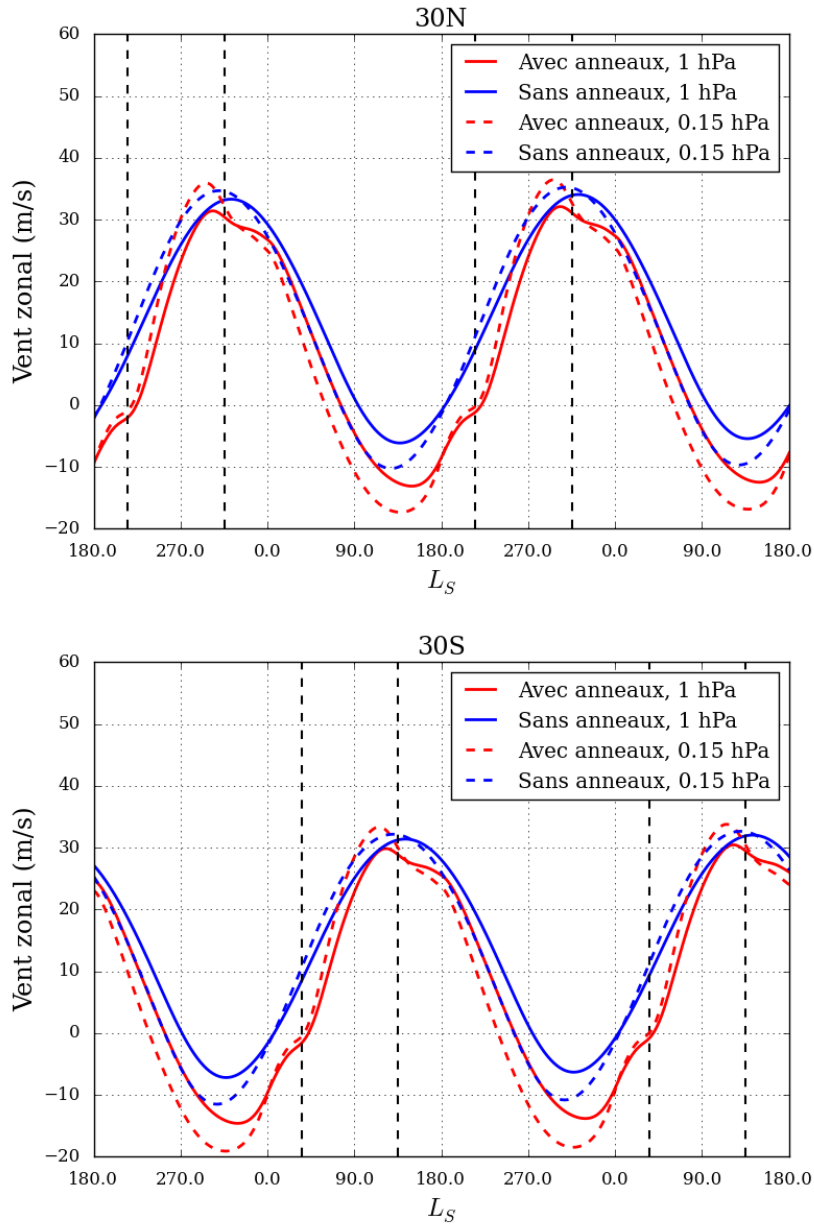 30N
60
50
40
30
20
10
0
−10
−20
Vent zonal (m/s)
Avec anneaux, 1 hPa
Sans anneaux, 1 hPa
Avec anneaux, 0.15 hPa
Sans anneaux, 0.15 hPa
180.0 270.0 0.0 90.0 180.0 270.0 0.0 90.0 180.0
L_S
30S
60
50
40
30
20
10
0
−10
−20
Vent zonal (m/s)
Avec anneaux, 1 hPa
Sans anneaux, 1 hPa
Avec anneaux, 0.15 hPa
Sans anneaux, 0.15 hPa
180.0 270.0 0.0 90.0 180.0 270.0 0.0 90.0 180.0
L_S